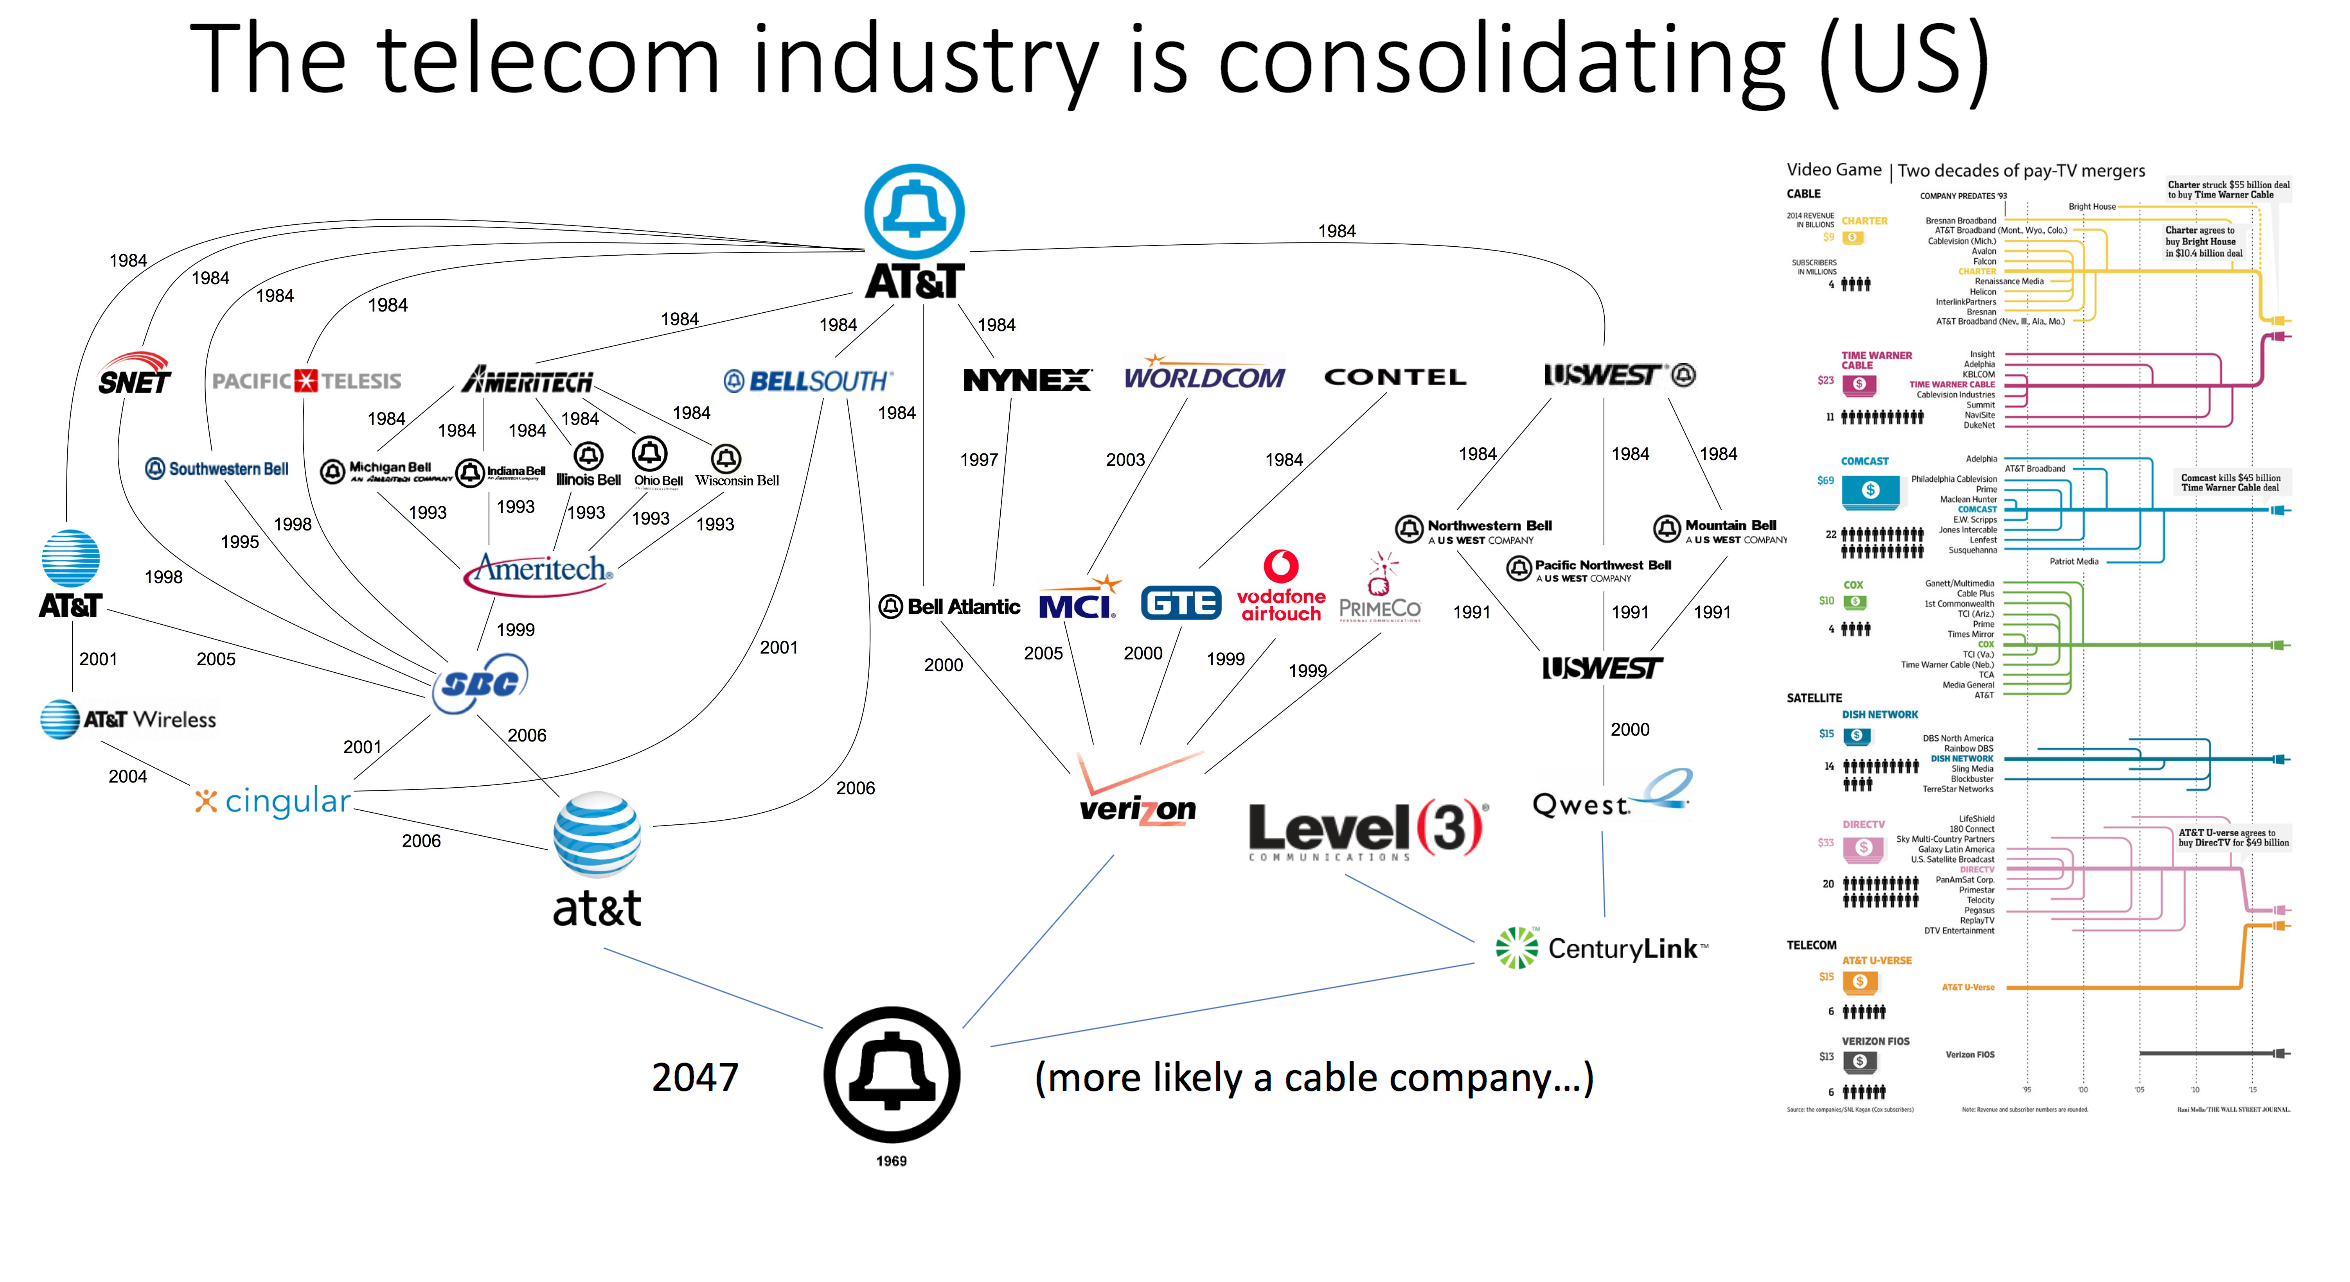 The telecom industry is consolidating (US)
AT&T
1984
1984
1984
1984
1984
1984
1984
1984
SNET
PACIFIC TELESIS
AMERITECH
BELLSOUTH
NYNEX
WORLDCOM
CONTEL
USWEST
1984
1984
1984
1984
1984
1984
1997
2003
1984
1984
1984
1984
Southwestern Bell
Michigan Bell
AN AMERITECH COMPANY
Indiana Bell
Illinois Bell
Ohio Bell
Wisconsin Bell
1993
1993
1993
1993
1993
1995
1998
1998
Northwestern Bell
A US WEST COMPANY
Mountain Bell
A US WEST COMPANY
Pacific Northwest Bell
A US WEST COMPANY
AT&T
Ameritech
Bell Atlantic
MCI
GTE
vodafone
airtouch
PRIMECO
PERSONAL COMMUNICATIONS
1991
1991
1991
1999
2001
2005
2001
2000
2005
2000
1999
1999
SBC
USWEST
AT&T Wireless
2001
2006
2000
2004
2006
cingular
2006
verizon
Level(3)
COMMUNICATIONS
Qwest
at&t
CenturyLink™
2047
(more likely a cable company...)
1969
Video Game | Two decades of pay-TV mergers
CABLE
COMPANY PREDATES '93
Charter struck $55 billion deal
to buy Time Warner Cable
2014 REVENUE
IN BILLIONS
$9
CHARTER
SUBSCRIBERS
IN MILLIONS
4
Bright House
Bresnan Broadband
AT&T Broadband (Mont., Wyo., Colo.)
Cablevision (Mich.)
Avalon
Falcon
CHARTER
Renaissance Media
Helicon
InterlinkPartners
Bresnan
AT&T Broadband (Nev., Ill., Ala., Mo.)
Charter agrees to
buy Bright House
in $10.4 billion deal
TIME WARNER
CABLE
$23
11
Insight
Adelphia
KBLCOM
TIME WARNER CABLE
Cablevision Industries
Summit
NaviSite
DukeNet
COMCAST
$69
22
Adelphia
AT&T Broadband
Philadelphia Cablevision
Prime
Maclean Hunter
COMCAST
E.W. Scripps
Jones Intercable
Lenfest
Susquehanna
Patriot Media
Comcast kills $45 billion
Time Warner Cable deal
COX
$10
4
Ganett/Multimedia
Cable Plus
1st Commonwealth
TCI (Ariz.)
Prime
Times Mirror
COX
TCI (Va.)
Time Warner Cable (Neb.)
TCA
Media General
AT&T
SATELLITE
DISH NETWORK
$15
14
DBS North America
Rainbow DBS
DISH NETWORK
Sling Media
Blockbuster
TerreStar Networks
DIRECTV
$33
20
LifeShield
180 Connect
Sky Multi-Country Partners
Galaxy Latin America
U.S. Satellite Broadcast
DIRECTV
PanAmSat Corp.
Primestar
Telocity
Pegasus
ReplayTV
DTV Entertainment
AT&T U-verse agrees to
buy DirecTV for $49 billion
TELECOM
AT&T U-VERSE
$15
6
AT&T U-Verse
VERIZON FIOS
$13
6
Verizon FIOS
'95
'00
'05
'10
'15
Source: the companies/SNL Kagan (Cox subscribers)
Note: Revenue and subscriber numbers are rounded.
Rani Molla/THE WALL STREET JOURNAL.